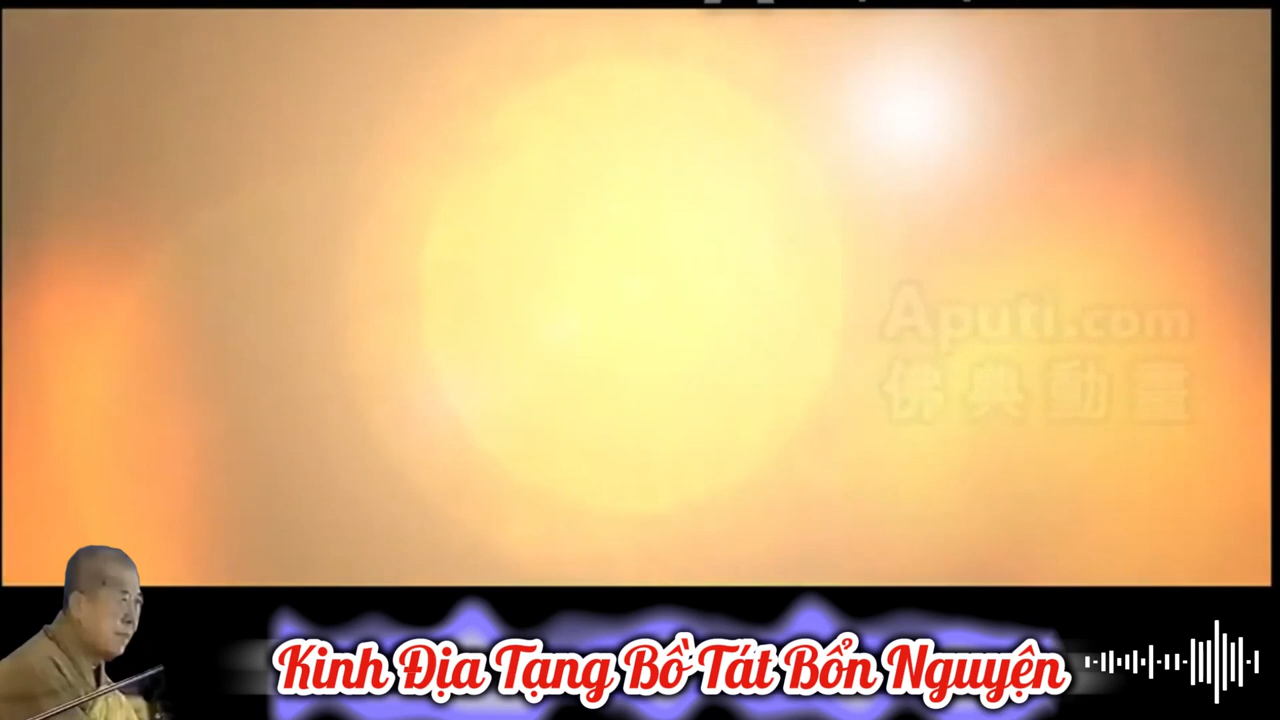 Aputi.com
佛典動畫
Kinh Địa Tạng Bồ Tát Bổn Nguyện